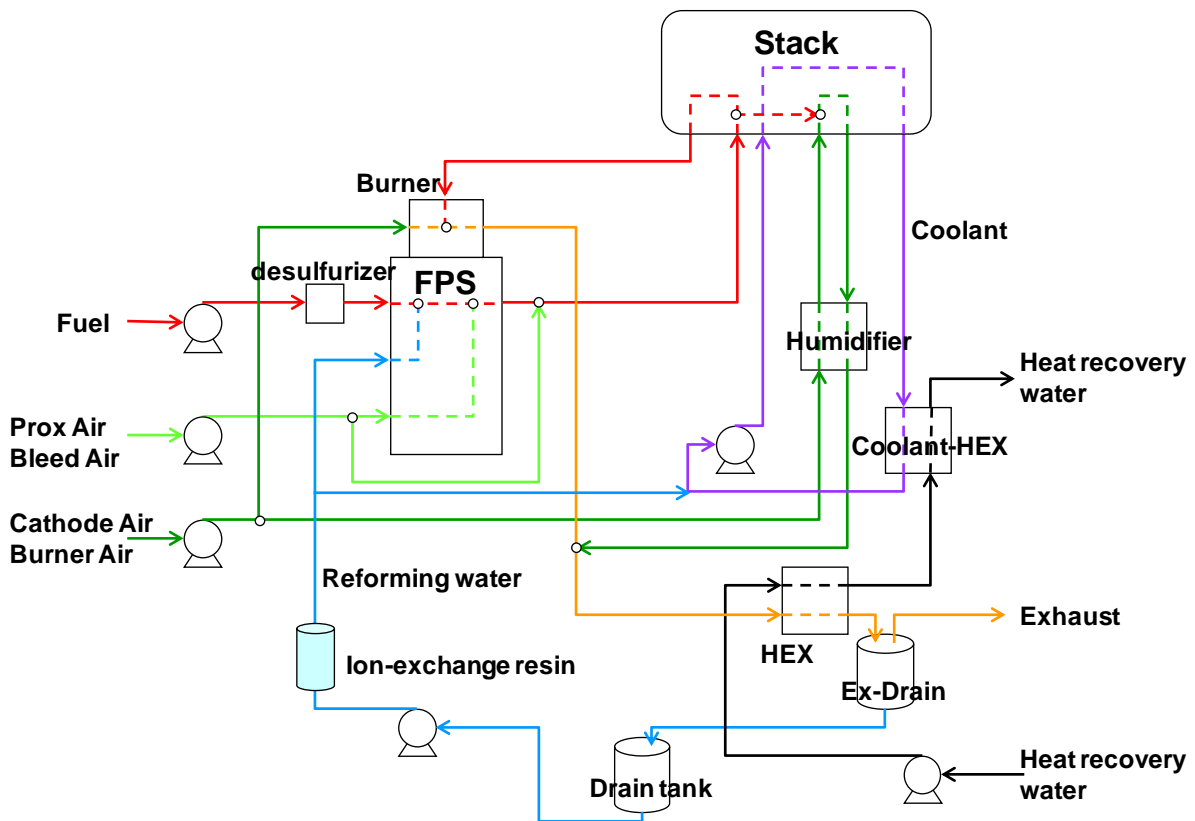 Stack
Burner
Coolant
desulfurizer
FPS
Fuel
Humidifier
Heat recovery
water
Prox Air
Bleed Air
Coolant-HEX
Cathode Air
Burner Air
Reforming water
Exhaust
HEX
Ion-exchange resin
Ex-Drain
Heat recovery
water
Drain tank